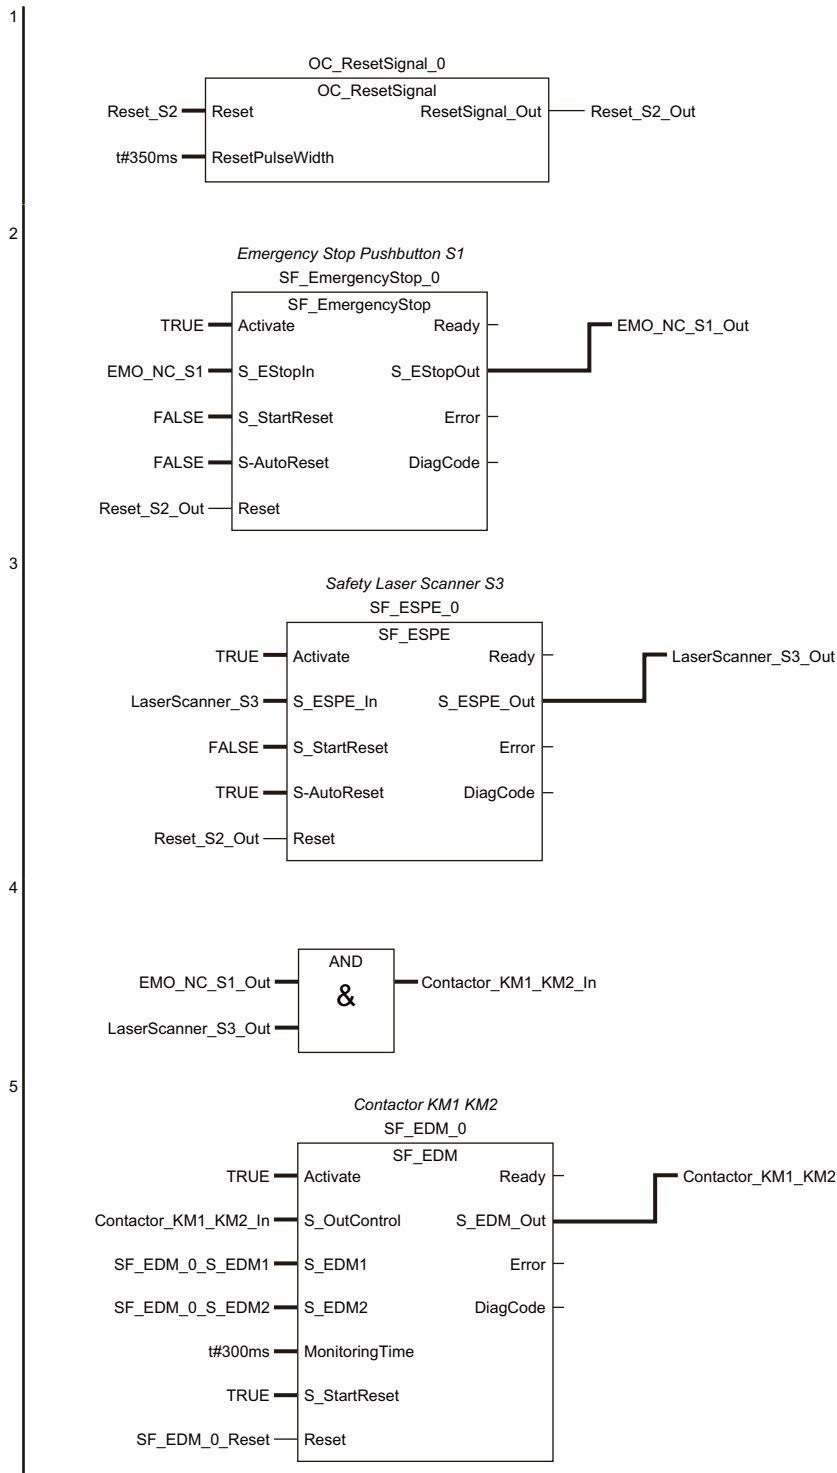 1
OC_ResetSignal_0
OC_ResetSignal
Reset_S2 Reset ResetSignal_Out Reset_S2_Out
t#350ms ResetPulseWidth
2
Emergency Stop Pushbutton S1
SF_EmergencyStop_0
SF_EmergencyStop
TRUE Activate Ready EMO_NC_S1_Out
EMO_NC_S1 S_EStopIn S_EStopOut
FALSE S_StartReset Error
FALSE S-AutoReset DiagCode
Reset_S2_Out Reset
3
Safety Laser Scanner S3
SF_ESPE_0
SF_ESPE
TRUE Activate Ready LaserScanner_S3_Out
LaserScanner_S3 S_ESPE_In S_ESPE_Out
FALSE S_StartReset Error
TRUE S-AutoReset DiagCode
Reset_S2_Out Reset
4
AND
EMO_NC_S1_Out & Contactor_KM1_KM2_In
LaserScanner_S3_Out
5
Contactor KM1 KM2
SF_EDM_0
SF_EDM
TRUE Activate Ready Contactor_KM1_KM2
Contactor_KM1_KM2_In S_OutControl S_EDM_Out
SF_EDM_0_S_EDM1 S_EDM1 Error
SF_EDM_0_S_EDM2 S_EDM2 DiagCode
t#300ms MonitoringTime
TRUE S_StartReset
SF_EDM_0_Reset Reset